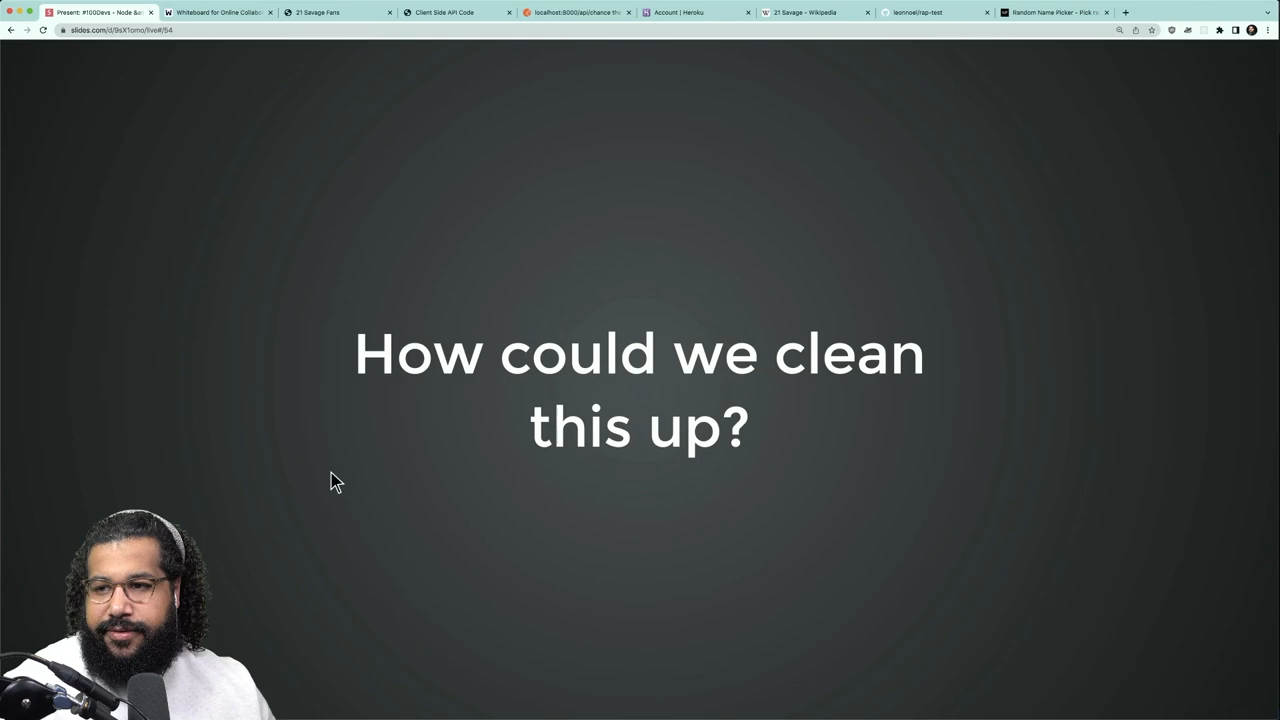 Present: #100Devs - Node &a
Whiteboard for Online Collabo
21 Savage Fans
Client Side API Code
localhost:8000/api/chance the
Account | Heroku
21 Savage - Wikipedia
leonnoel/rap-test
Random Name Picker - Pick ra
slides.com/d/9sX1omo/live#/54
How could we clean
this up?